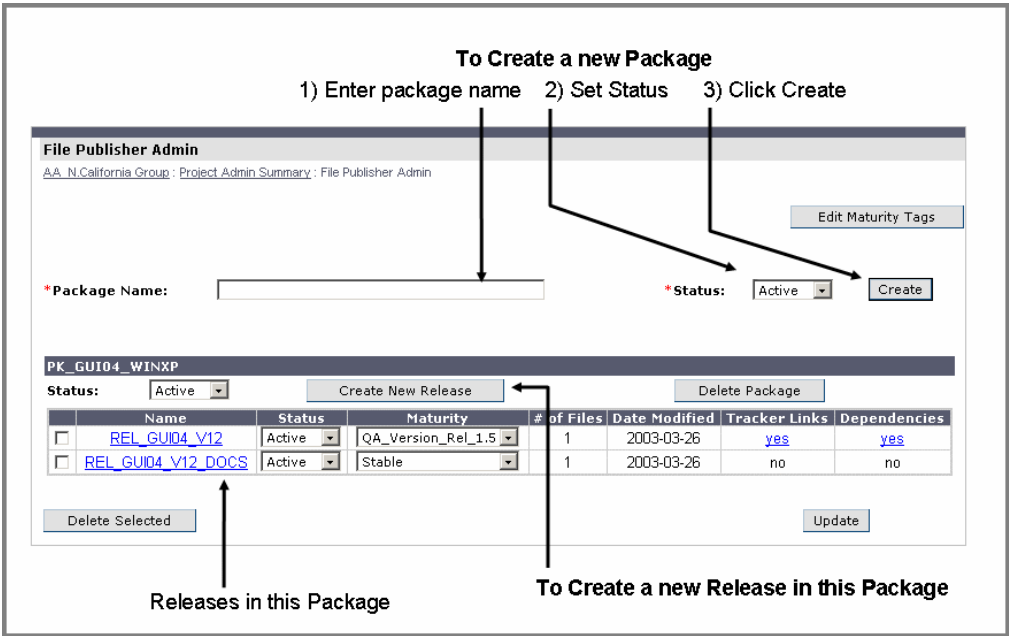 To Create a new Package
1) Enter package name 2) Set Status 3) Click Create
File Publisher Admin
AA N.California Group : Project Admin Summary : File Publisher Admin
Edit Maturity Tags
*Package Name: *Status: Active Create
PK_GUI04_WINXP
Status: Active Create New Release Delete Package
Name Status Maturity # of Files Date Modified Tracker Links Dependencies
REL_GUI04_V12 Active QA_Version_Rel_1.5 1 2003-03-26 yes yes
REL_GUI04_V12_DOCS Active Stable 1 2003-03-26 no no
Delete Selected Update
Releases in this Package
To Create a new Release in this Package